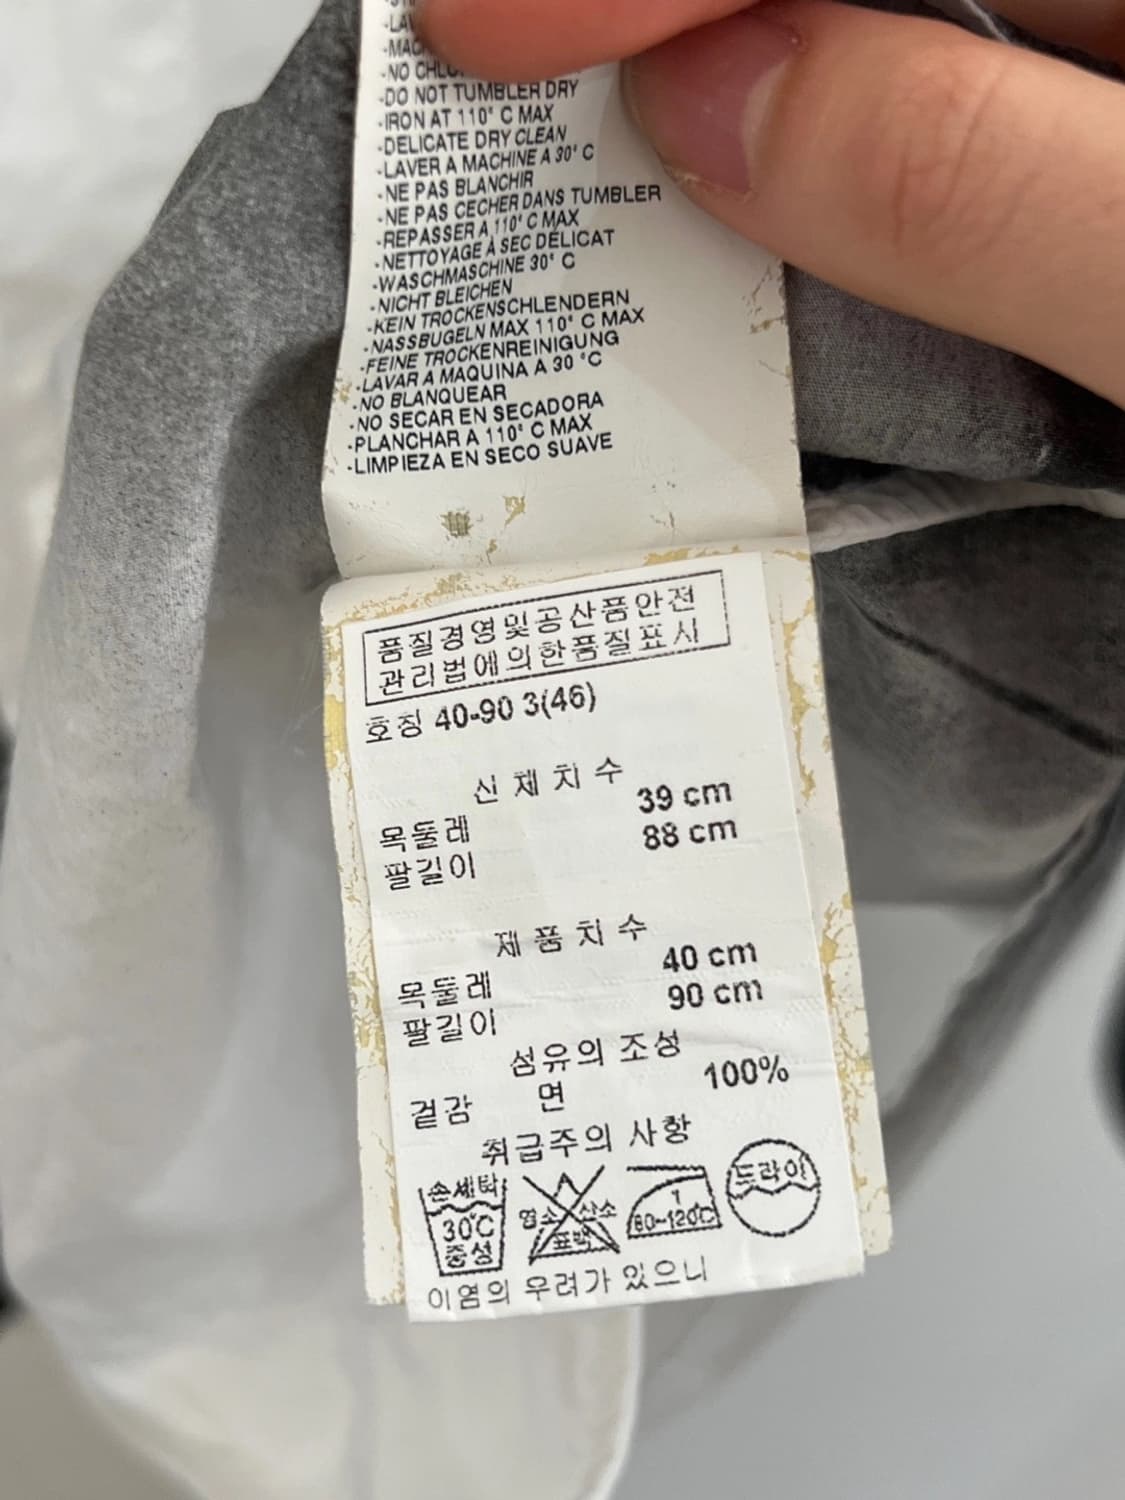 -LAV
-MACH
-NO CHLO
-DO NOT TUMBLER DRY
-IRON AT 110° C MAX
-DELICATE DRY CLEAN
-LAVER A MACHINE A 30° C
-NE PAS BLANCHIR
-NE PAS CECHER DANS TUMBLER
-REPASSER A 110° C MAX
-NETTOYAGE À SEC DÉLICAT
-WASCHMASCHINE 30° C
-NICHT BLEICHEN
-KEIN TROCKENSCHLENDERN
-NASSBUGELN MAX 110° C MAX
-FEINE TROCKENREINIGUNG
-LAVAR A MAQUINA A 30 °C
-NO BLANQUEAR
-NO SECAR EN SECADORA
-PLANCHAR A 110° C MAX
-LIMPIEZA EN SECO SUAVE
품질경영및공산품안전
관리법에의한품질표시
호칭 40-90 3(46)
신체치수
목둘레 39 cm
팔길이 88 cm
제품치수
목둘레 40 cm
팔길이 90 cm
섬유의 조성
겉감 면 100%
취급주의 사항
손세탁 30°C 중성
염소 산소 표백
80~120°C
드라이
이염의 우려가 있으니